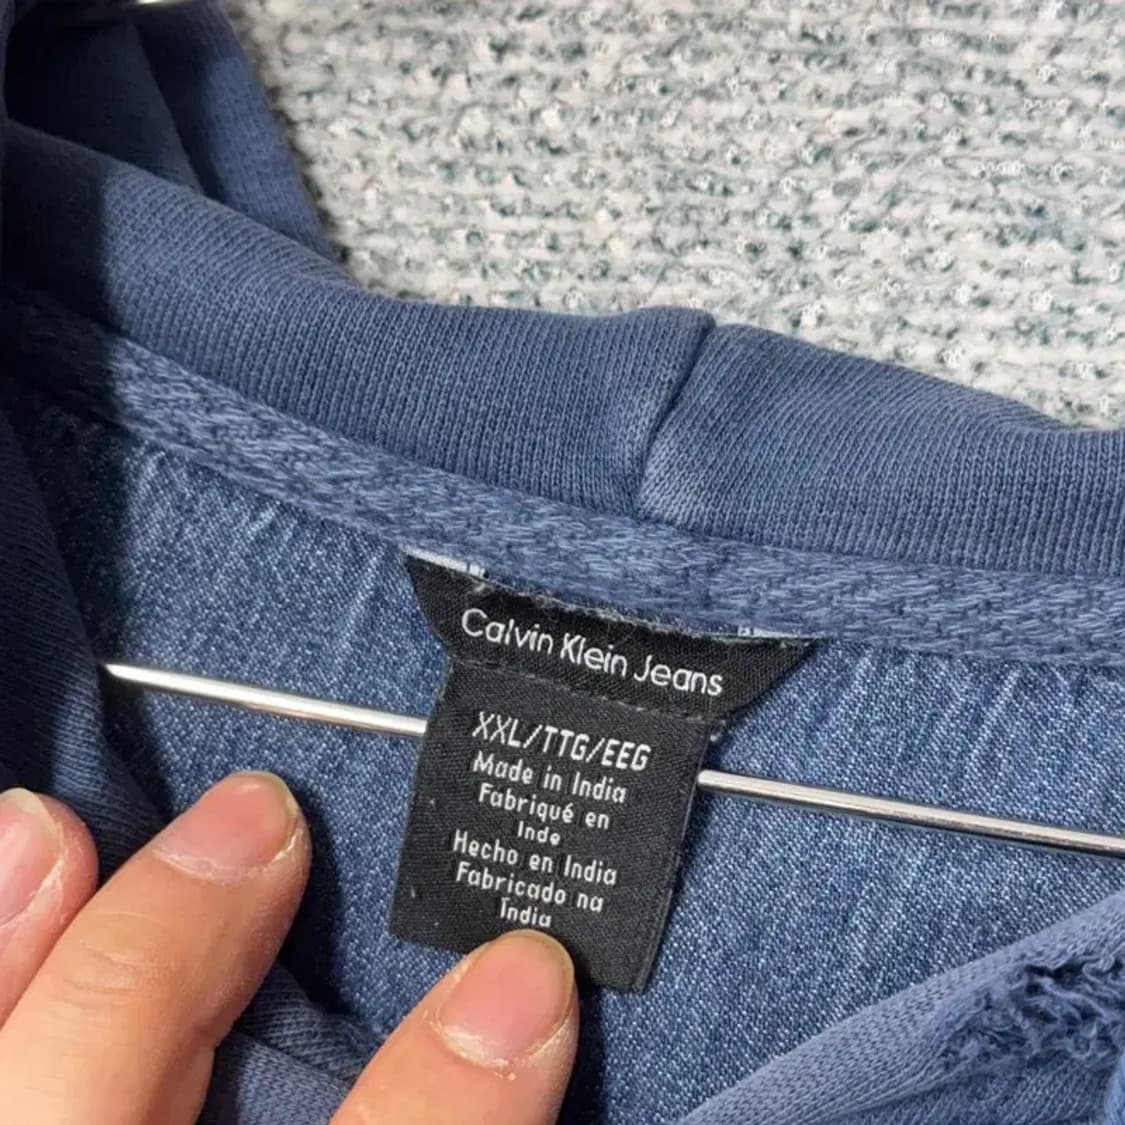 Calvin Klein Jeans
XXL/TTG/EEG
Made in India
Fabriqué en
Inde
Hecho en India
Fabricado na
Índia